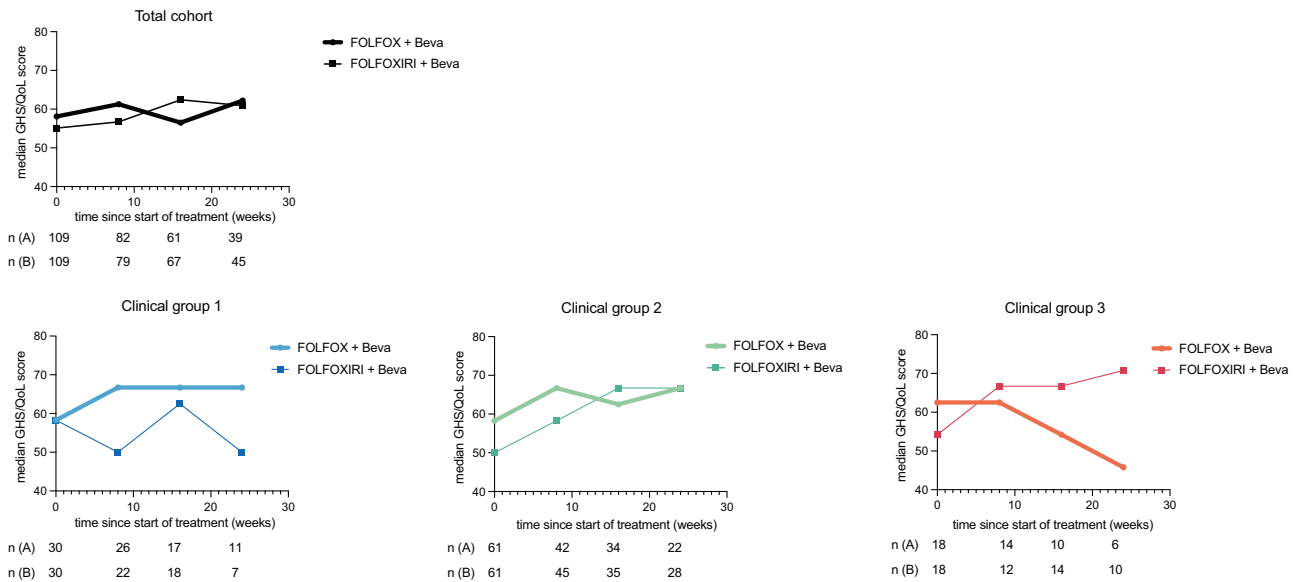 Total cohort
80
70
60
50
40
median GHS/QoL score
0 10 20 30
time since start of treatment (weeks)
FOLFOX + Beva
FOLFOXIRI + Beva
n (A) 109 82 61 39
n (B) 109 79 67 45
Clinical group 1
80
70
60
50
40
median GHS/QoL score
0 10 20 30
time since start of treatment (weeks)
FOLFOX + Beva
FOLFOXIRI + Beva
n (A) 30 26 17 11
n (B) 30 22 18 7
Clinical group 2
80
70
60
50
40
median GHS/QoL score
0 10 20 30
time since start of treatment (weeks)
FOLFOX + Beva
FOLFOXIRI + Beva
n (A) 61 42 34 22
n (B) 61 45 35 28
Clinical group 3
80
70
60
50
40
median GHS/QoL score
0 10 20 30
time since start of treatment (weeks)
FOLFOX + Beva
FOLFOXIRI + Beva
n (A) 18 14 10 6
n (B) 18 12 14 10